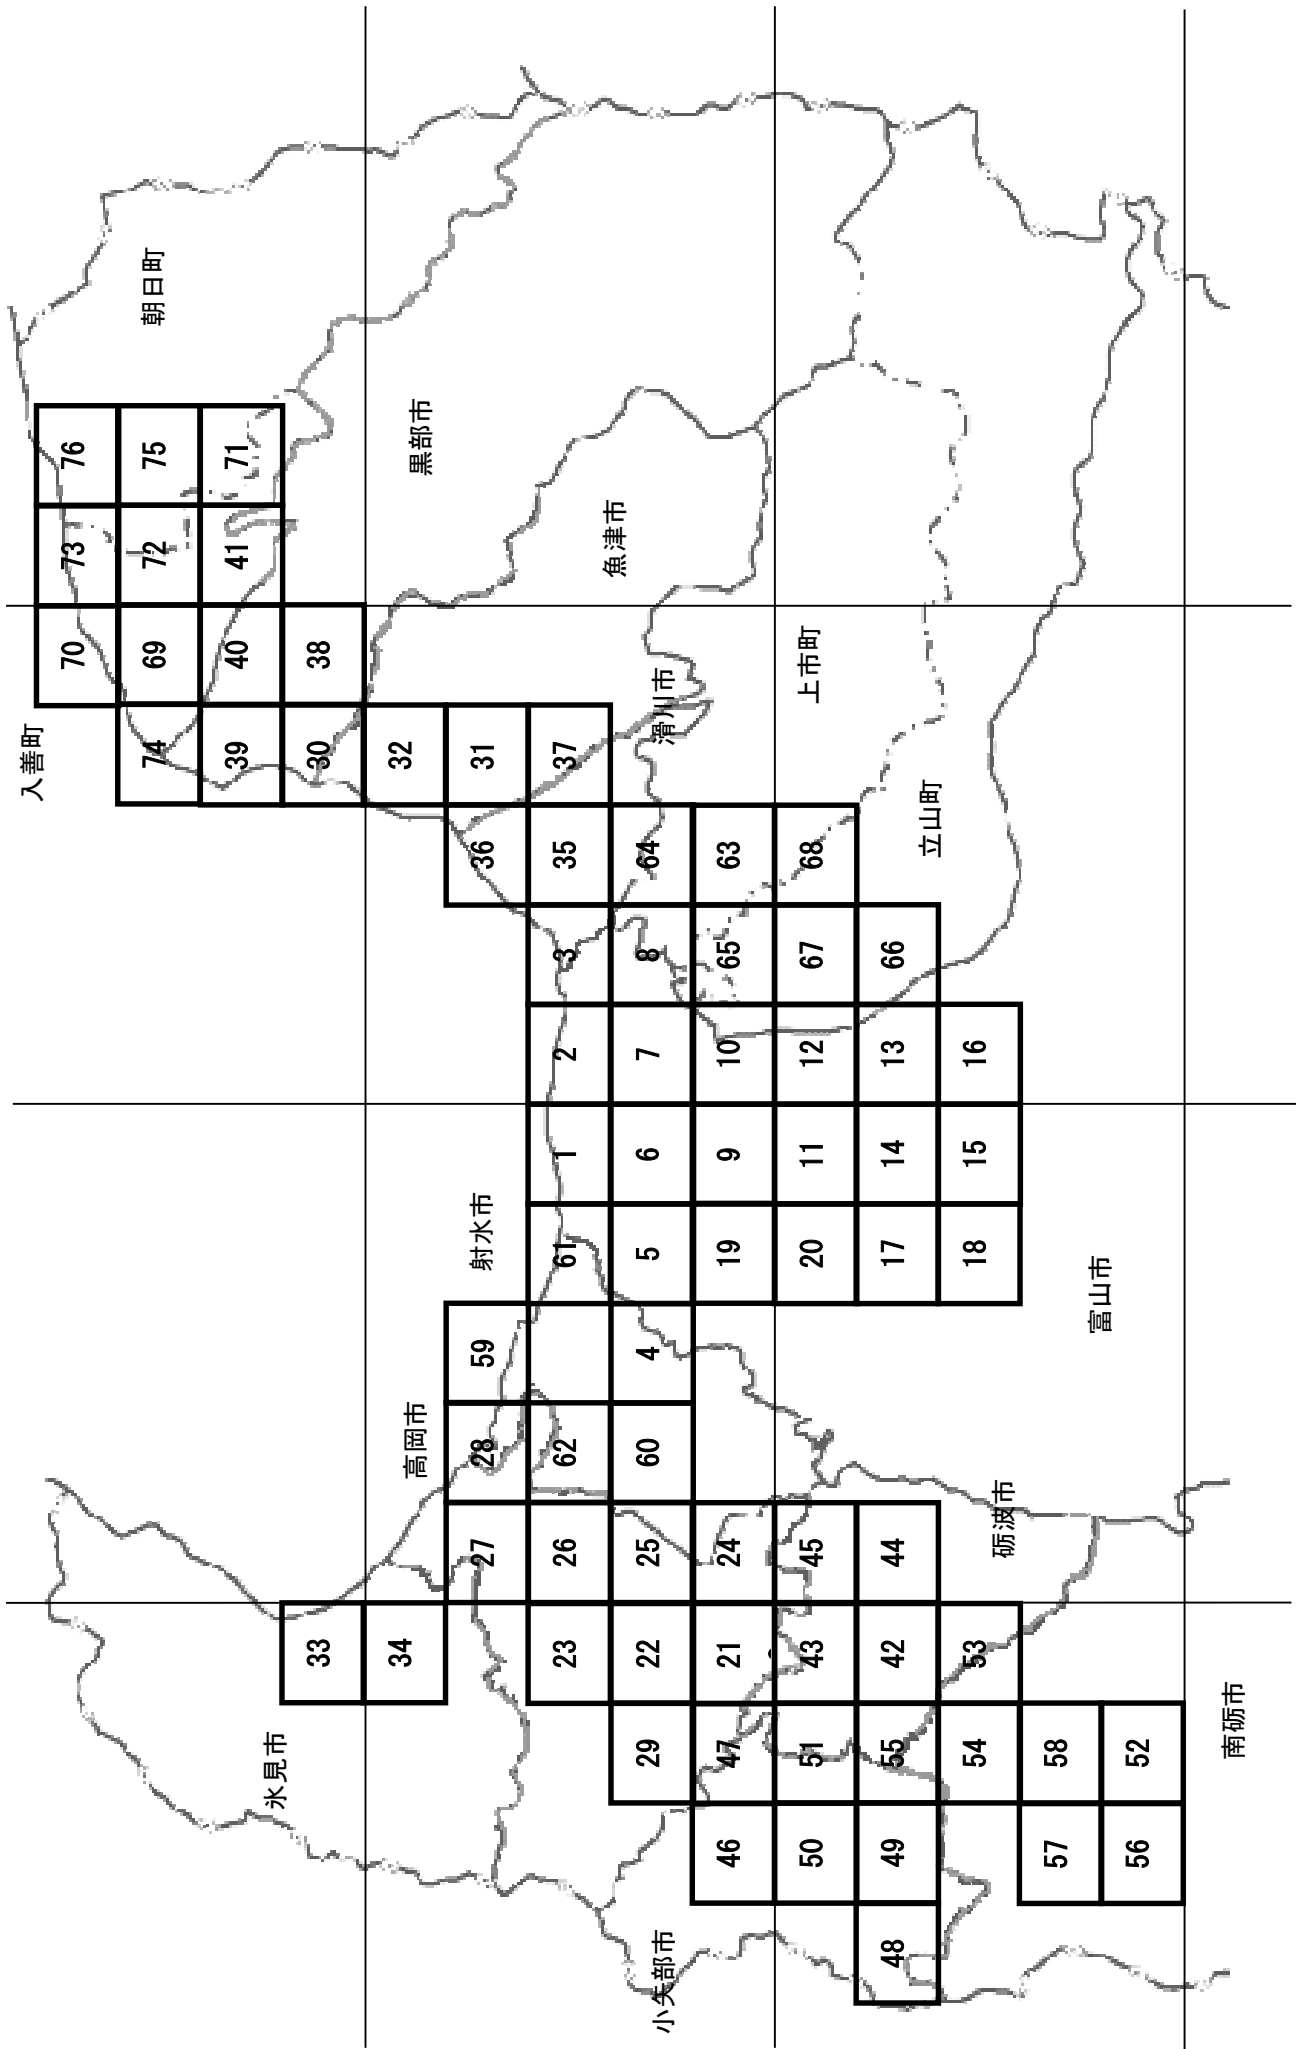 入善町
70 73 76
74 69 72 75 朝日町
39 40 41 71
氷見市
33 30 38
34 32
高岡市 黒部市
27 28 59 射水市 36 31
23 26 62 61 1 2 3 35 37
魚津市
29 22 25 60 4 5 6 7 8 64
小矢部市 滑川市
46 47 21 24 19 9 10 65 63
50 51 43 45 20 11 12 67 68 上市町
48 49 55 42 44 17 14 13 66
立山町
54 53 18 15 16
砺波市
57 58
富山市
56 52
南砺市